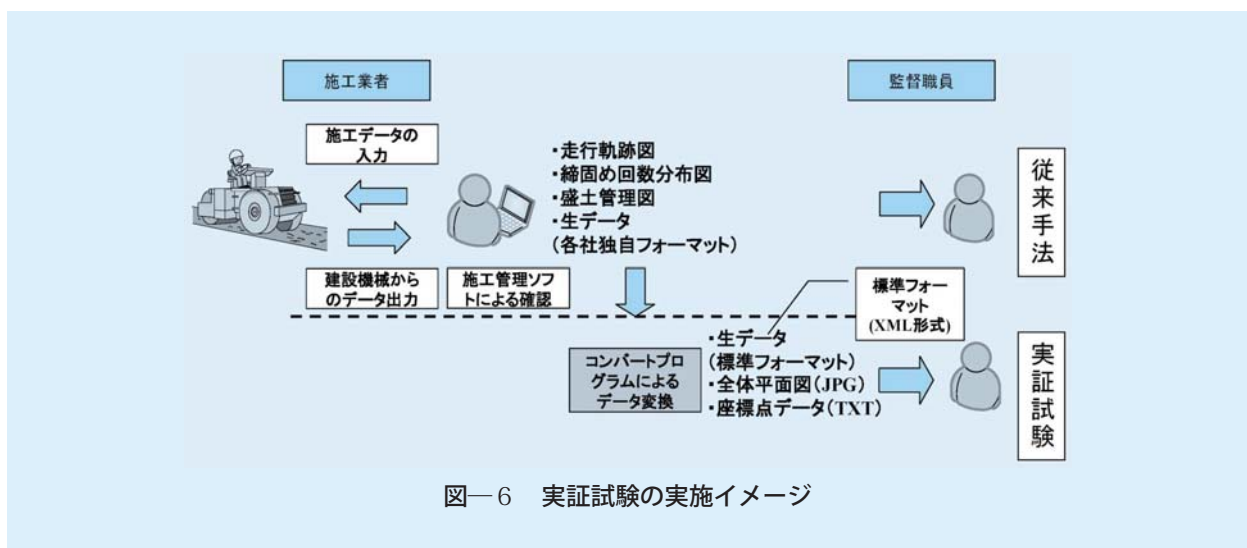 施工業者
監督職員
施工データの
入力
・走行軌跡図
・締固め回数分布図
・盛土管理図
・生データ
(各社独自フォーマット)
従来手法
建設機械から
のデータ出力
施工管理ソフ
トによる確認
標準フォー
マット
(XML形式)
コンバートプロ
グラムによる
データ変換
・生データ
(標準フォーマット)
・全体平面図(JPG)
・座標点データ(TXT)
実証試験
図―6 実証試験の実施イメージ